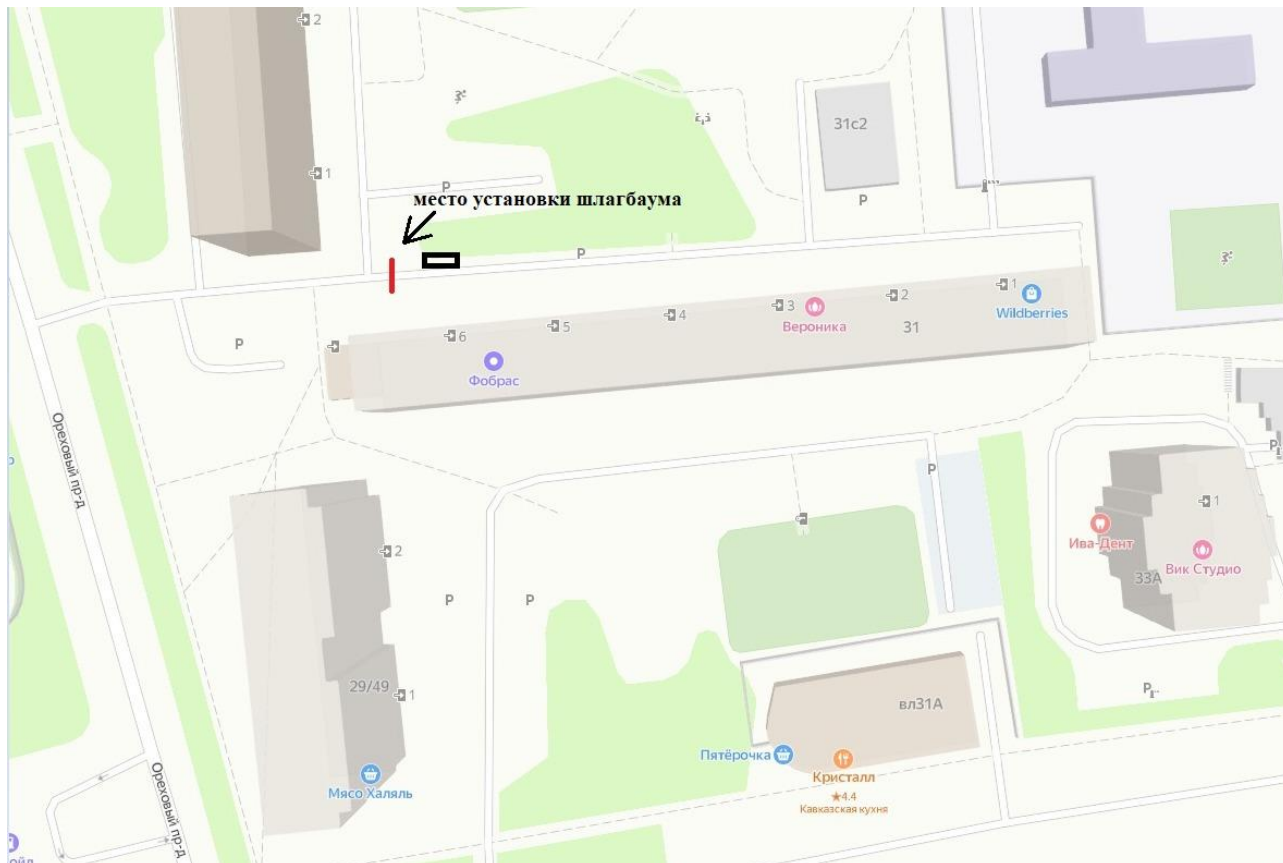 2
1
31с2
P
место установки шлагбаума
P
P
3
2
1
Wildberries
Вероника
31
4
5
6
P
Фобрас
Ореховый пр-д
P
P
2
1
Ива-Дент
Вик Студио
33А
P
P
29/49
1
P
вл31А
Пятёрочка
Кристалл
★4.4
Кавказская кухня
Мясо Халяль
Ореховый пр-д